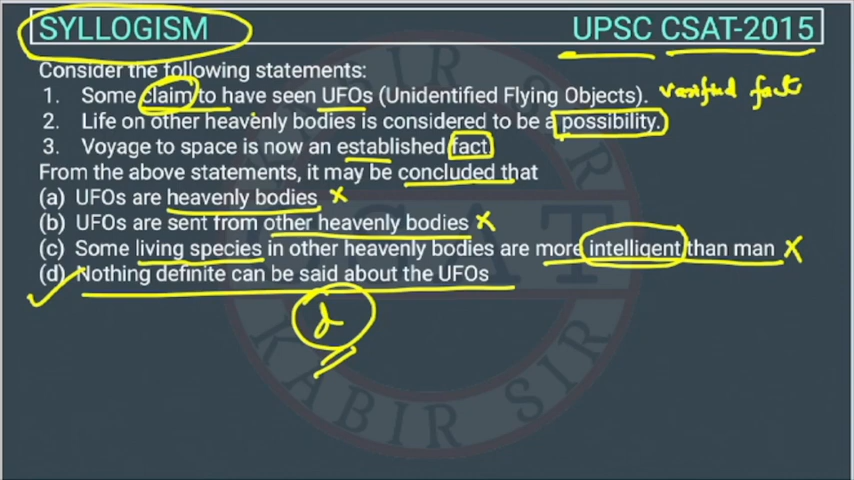 SYLLOGISM UPSC CSAT-2015
Consider the following statements:
1. Some claim to have seen UFOs (Unidentified Flying Objects). verified fact
2. Life on other heavenly bodies is considered to be a possibility.
3. Voyage to space is now an established fact.
From the above statements, it may be concluded that
(a) UFOs are heavenly bodies ×
(b) UFOs are sent from other heavenly bodies ×
(c) Some living species in other heavenly bodies are more intelligent than man ×
(d) Nothing definite can be said about the UFOs
d
KABIR SIR
CSAT